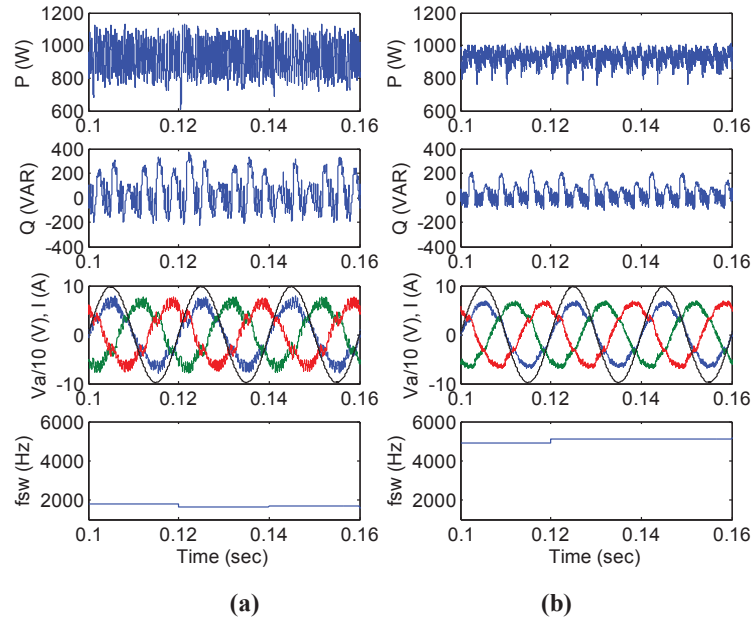 1200
1000
800
600
P (W)
0.1 0.12 0.14 0.16
400
200
0
-200
-400
Q (VAR)
0.1 0.12 0.14 0.16
10
0
-10
Va/10 (V), I (A)
0.1 0.12 0.14 0.16
6000
4000
2000
fsw (Hz)
0.1 0.12 0.14 0.16
Time (sec)
(a)
1200
1000
800
600
P (W)
0.1 0.12 0.14 0.16
400
200
0
-200
-400
Q (VAR)
0.1 0.12 0.14 0.16
10
0
-10
Va/10 (V), I (A)
0.1 0.12 0.14 0.16
6000
4000
2000
fsw (Hz)
0.1 0.12 0.14 0.16
Time (sec)
(b)